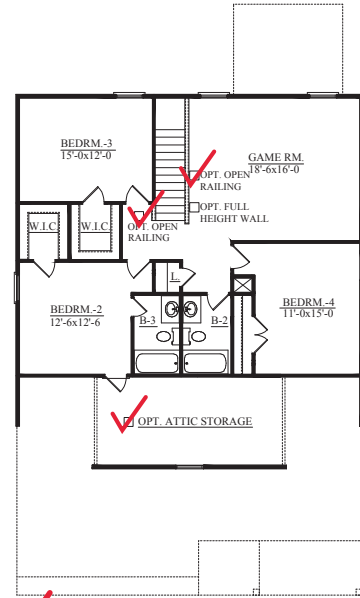 BEDRM.-3
15'-0x12'-0
GAME RM.
18'-6x16'-0
OPT. OPEN
RAILING
OPT. FULL
HEIGHT WALL
W.I.C.
W.I.C.
OPT. OPEN
RAILING
L.
BEDRM.-2
12'-6x12'-6
B-3
B-2
BEDRM.-4
11'-0x15'-0
OPT. ATTIC STORAGE